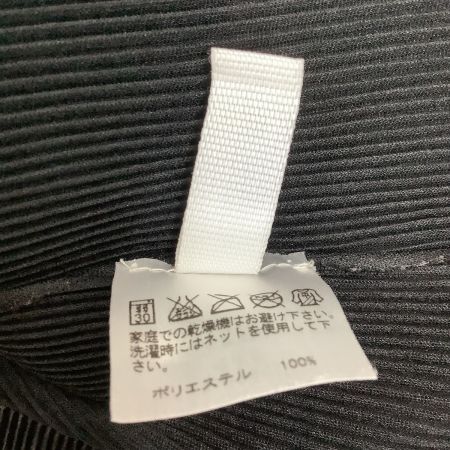 弱
30
家庭での乾燥機はお避け下さい。
洗濯時にはネットを使用して下
さい。
ポリエステル 100%